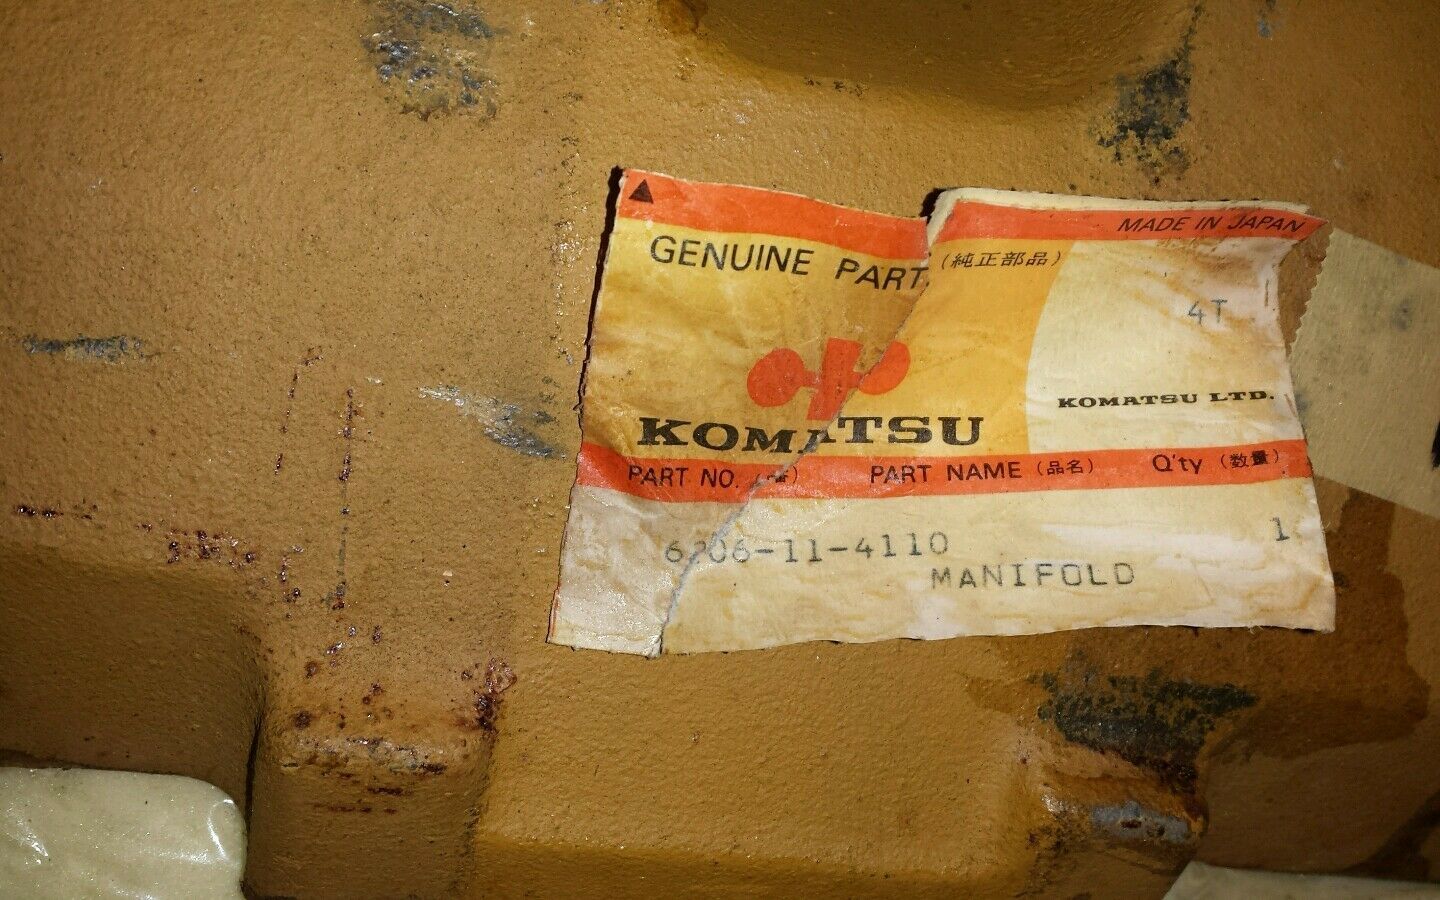 ▲ MADE IN JAPAN
GENUINE PART (純正部品)
4T
KOMATSU
KOMATSU LTD.
PART NO. PART NAME (品名) Q'ty (数量)
6206-11-4110 1
MANIFOLD